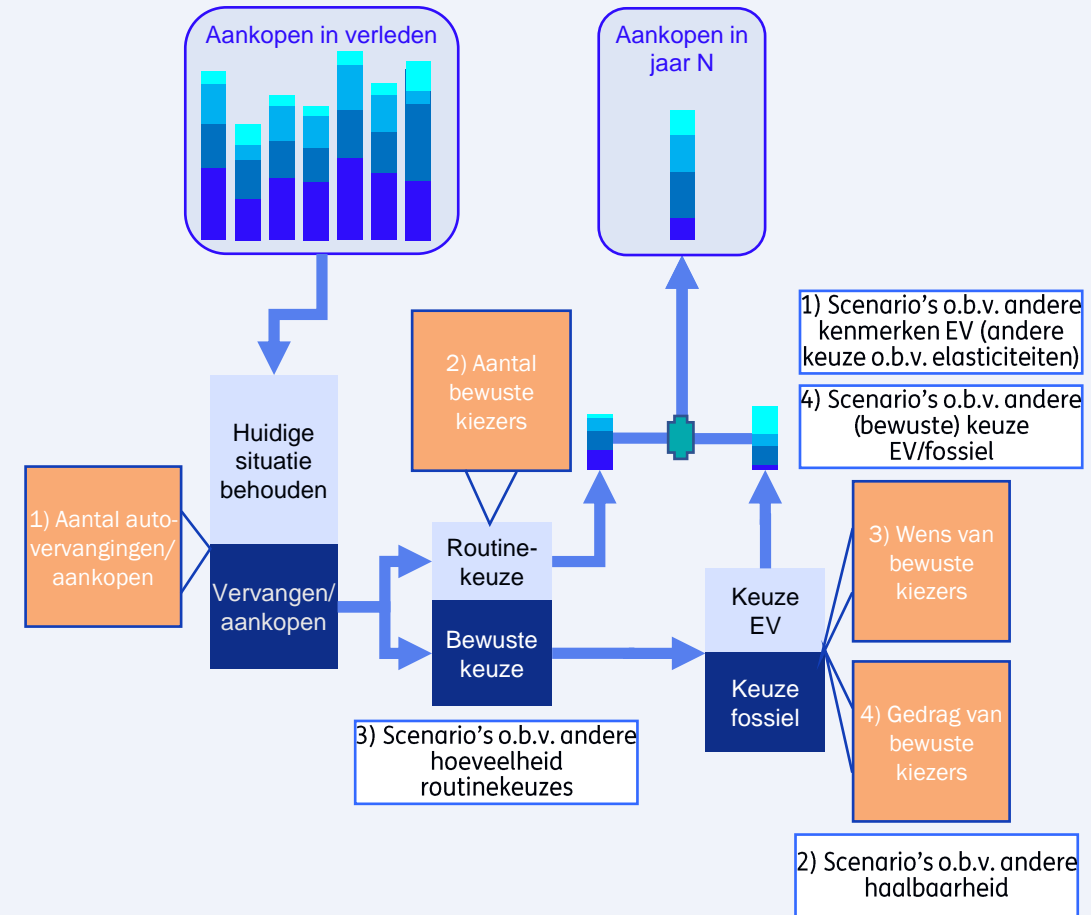 Aankopen in verleden
Aankopen in
jaar N
1) Scenario's o.b.v. andere
kenmerken EV (andere
keuze o.b.v. elasticiteiten)
4) Scenario's o.b.v. andere
(bewuste) keuze
EV/fossiel
2) Aantal
bewuste
kiezers
Huidige
situatie
behouden
1) Aantal auto-
vervangingen/
aankopen
Vervangen/
aankopen
Routine-
keuze
Bewuste
keuze
Keuze
EV
Keuze
fossiel
3) Wens van
bewuste
kiezers
4) Gedrag van
bewuste
kiezers
3) Scenario's o.b.v. andere
hoeveelheid
routinekeuzes
2) Scenario's o.b.v. andere
haalbaarheid